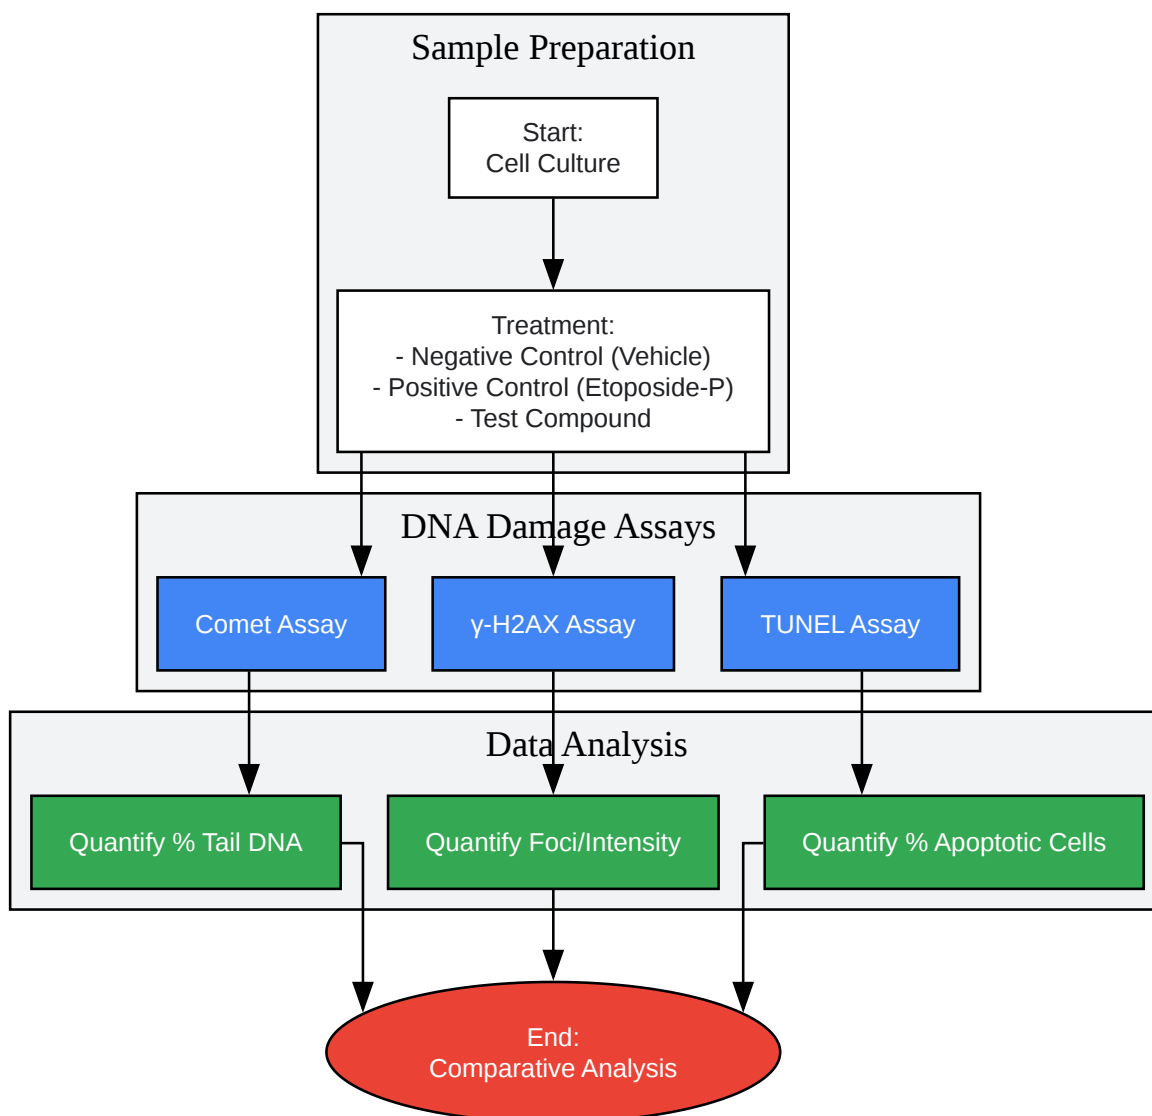 Sample Preparation
Start:
Cell Culture
Treatment:
- Negative Control (Vehicle)
- Positive Control (Etoposide-P)
- Test Compound
DNA Damage Assays
Comet Assay
γ-H2AX Assay
TUNEL Assay
Data Analysis
Quantify % Tail DNA
Quantify Foci/Intensity
Quantify % Apoptotic Cells
End:
Comparative Analysis